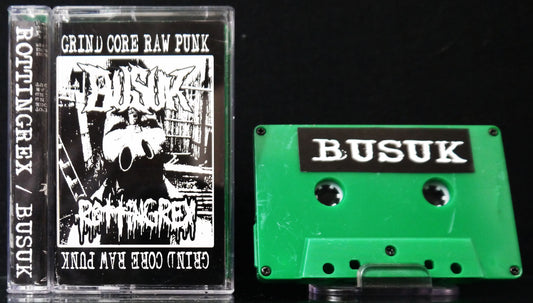 ROTTINGREX / BUSUK
GRIND CORE RAW PUNK
BUSUK
ROTTINGREX
GRIND CORE RAW PUNK
BUSUK